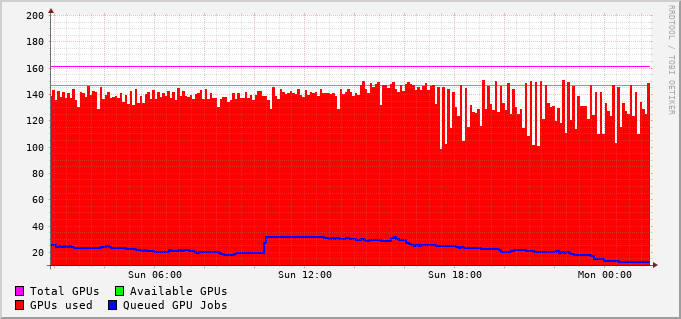 200
180
160
140
120
100
80
60
40
20
Sun 06:00 Sun 12:00 Sun 18:00 Mon 00:00
Total GPUs Available GPUs
GPUs used Queued GPU Jobs
RRDTOOL / TOBI OETIKER